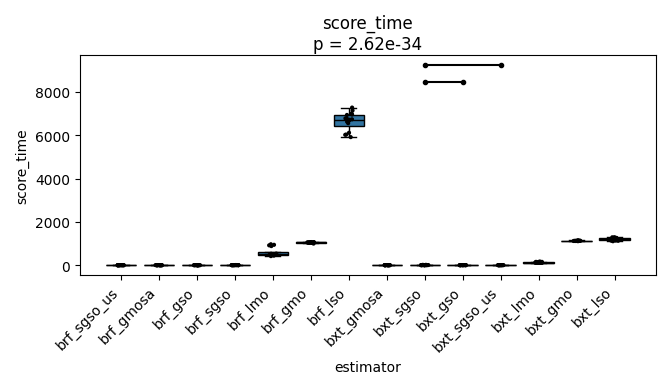 score_time
p = 2.62e-34
score_time
8000
6000
4000
2000
0
brf_sgso_us
brf_gmosa
brf_gso
brf_sgso
brf_lmo
brf_gmo
brf_lso
bxt_gmosa
bxt_sgso
bxt_gso
bxt_sgso_us
bxt_lmo
bxt_gmo
bxt_lso
estimator